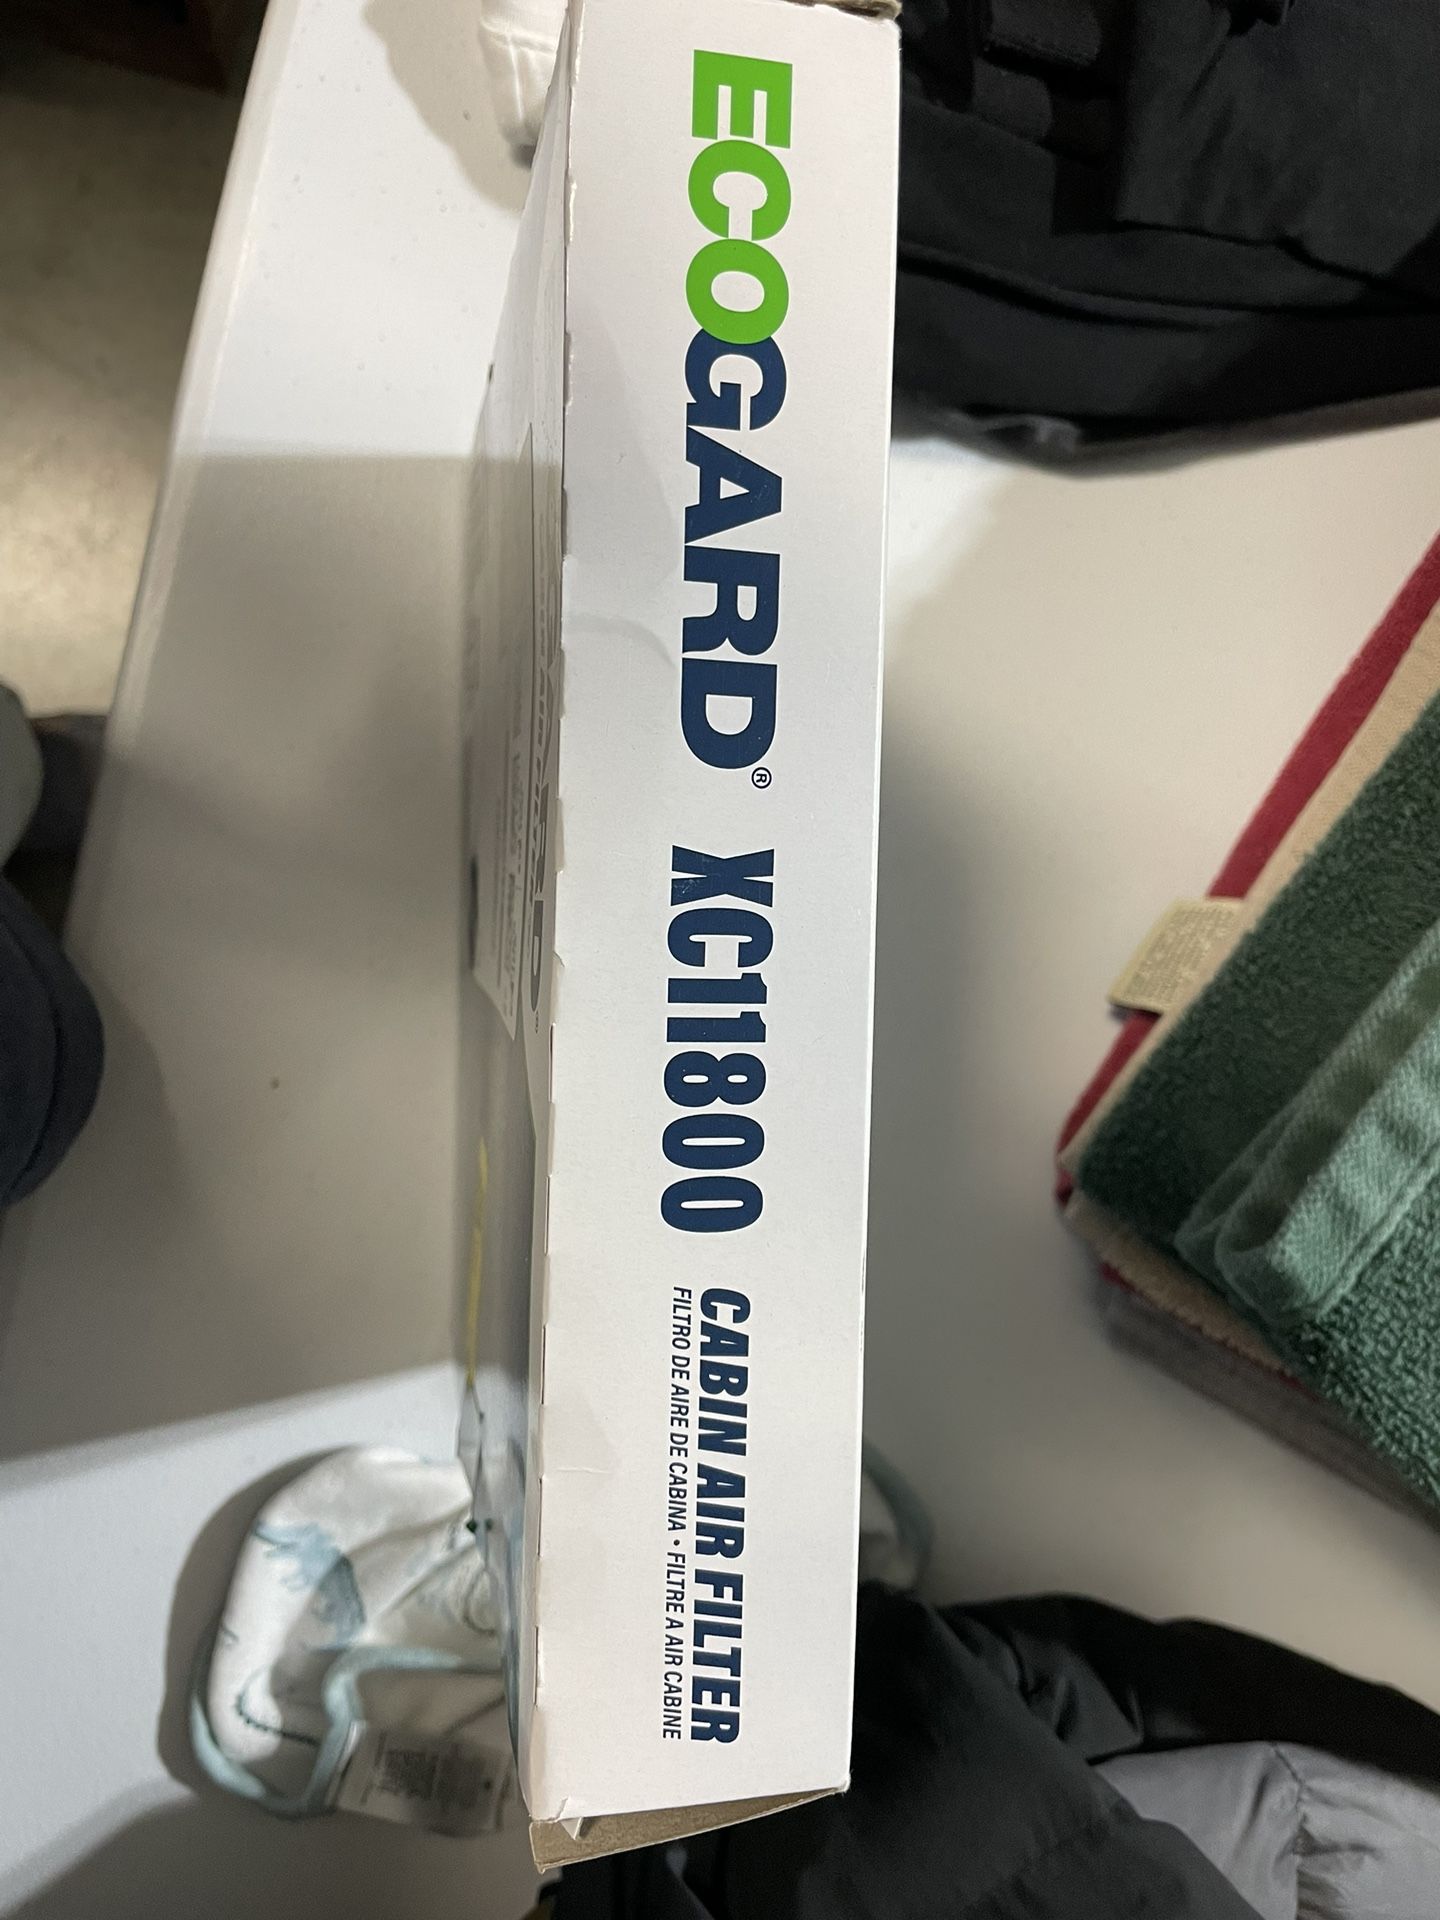 ECOGARD® XC11800 CABIN AIR FILTER
FILTRO DE AIRE DE CABINA • FILTRE A AIR CABINE